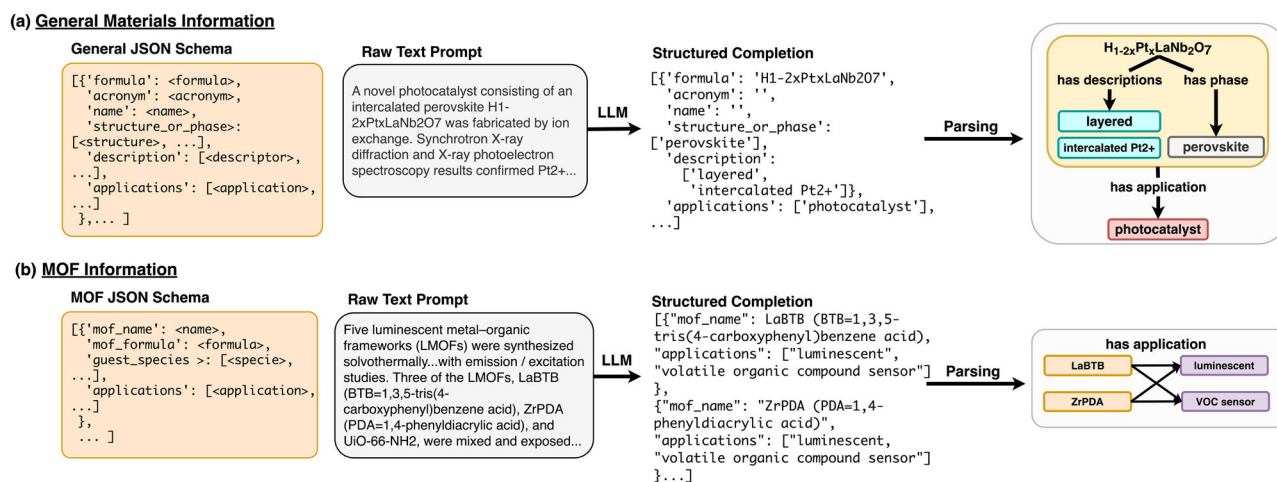 (a) General Materials Information
General JSON Schema
[{'formula': <formula>,
'acronym': <acronym>,
'name': <name>,
'structure_or_phase>:
[<structure>, ...],
'description': [<descriptor>,
...],
'applications': [<application>,
...]
},... ]
Raw Text Prompt
A novel photocatalyst consisting of an
intercalated perovskite H1-
2xPtxLaNb2O7 was fabricated by ion
exchange. Synchrotron X-ray
diffraction and X-ray photoelectron
spectroscopy results confirmed Pt2+...
LLM
Structured Completion
[{'formula': 'H1-2xPtxLaNb2O7',
'acronym': '',
'name': '',
'structure_or_phase':
['perovskite'],
'description':
['layered',
'intercalated Pt2+']},
'applications': ['photocatalyst'],
...]
Parsing
H1-2xPtxLaNb2O7
has descriptions
has phase
layered
intercalated Pt2+
perovskite
has application
photocatalyst
(b) MOF Information
MOF JSON Schema
[{'mof_name': <name>,
'mof_formula': <formula>,
'guest_species >: [<specie>,
...],
'applications': [<application>,
...]
},
... ]
Raw Text Prompt
Five luminescent metal–organic
frameworks (LMOFs) were synthesized
solvothermally...with emission / excitation
studies. Three of the LMOFs, LaBTB
(BTB=1,3,5-tris(4-
carboxyphenyl)benzene acid), ZrPDA
(PDA=1,4-phenyldiacrylic acid), and
UiO-66-NH2, were mixed and exposed...
LLM
Structured Completion
[{"mof_name": LaBTB (BTB=1,3,5-
tris(4-carboxyphenyl)benzene acid),
"applications": ["luminescent",
"volatile organic compound sensor"]
},
{"mof_name": "ZrPDA (PDA=1,4-
phenyldiacrylic acid)",
"applications": ["luminescent,
"volatile organic compound sensor"]
}...]
Parsing
has application
LaBTB
luminescent
ZrPDA
VOC sensor